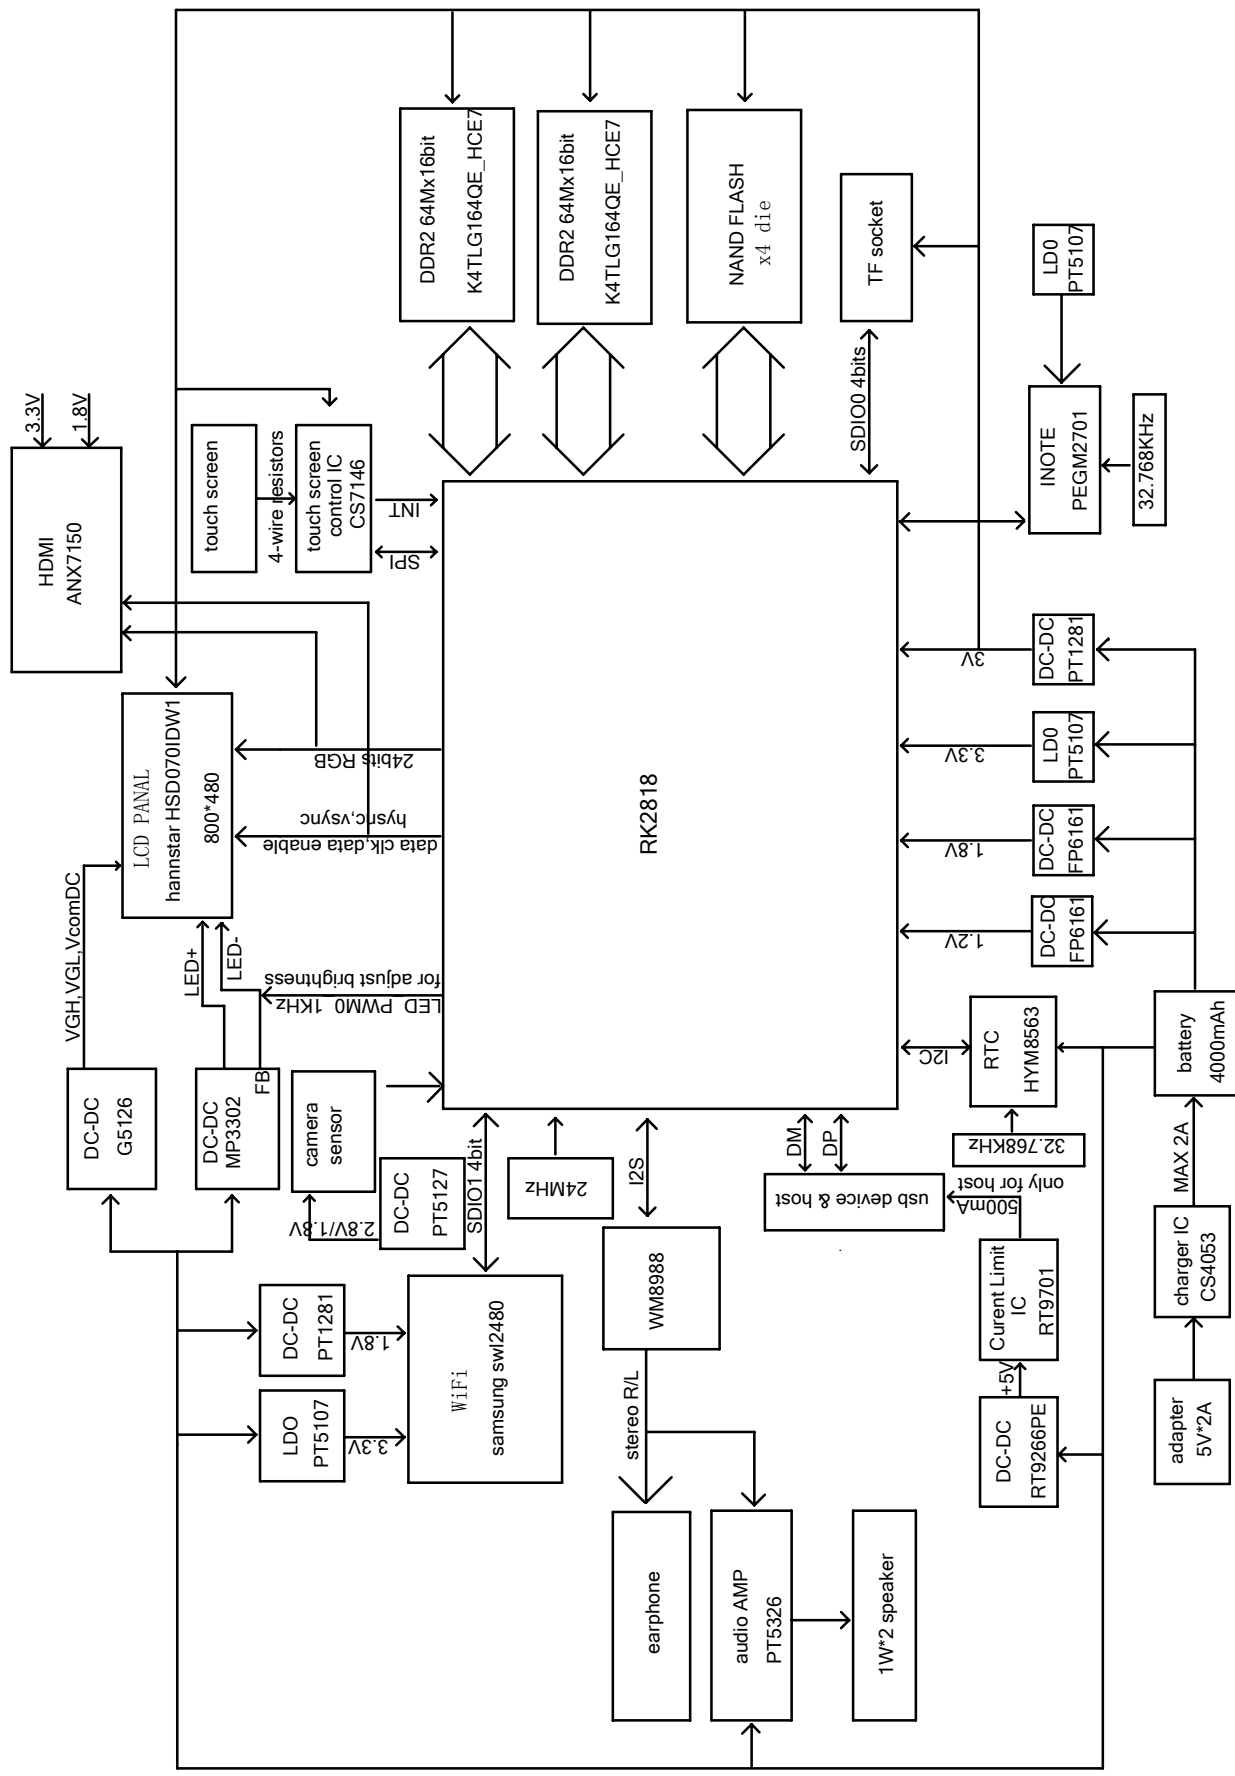 HDMI
ANX7150
3.3V
1.8V
LCD PANAL
hannstar HSD070IDW1
800*480
VGH,VGL,VcomDC
LED+
LED-
DC-DC
G5126
DC-DC
MP3302
FB
touch screen
4-wire resistors
touch screen
control IC
CS7146
INT
SPI
24bits RGB
hysnc,vsync
data clk,data enable
for adjust brightness
LED PWM0 1KHz
camera
sensor
2.8V/1.8V
DC-DC
PT5127
DC-DC
PT1281
1.8V
LDO
PT5107
3.3V
WiFi
samsung swl2480
SDIO1 4bit
DDR2 64Mx16bit
K4TLG164QE_HCE7
DDR2 64Mx16bit
K4TLG164QE_HCE7
NAND FLASH
x4 die
TF socket
SDIO0 4bits
RK2818
24MHz
I2S
WM8988
stereo R/L
earphone
audio AMP
PT5326
1W*2 speaker
DM
DP
usb device & host
500mA
only for host
Curent Limit
IC
RT9701
+5V
DC-DC
RT9266PE
LD0
PT5107
INOTE
PEGM2701
32.768KHz
3V
DC-DC
PT1281
3.3V
LD0
PT5107
1.8V
DC-DC
FP6161
1.2V
DC-DC
FP6161
I2C
RTC
HYM8563
32.768KHz
battery
4000mAh
MAX 2A
charger IC
CS4053
adapter
5V*2A